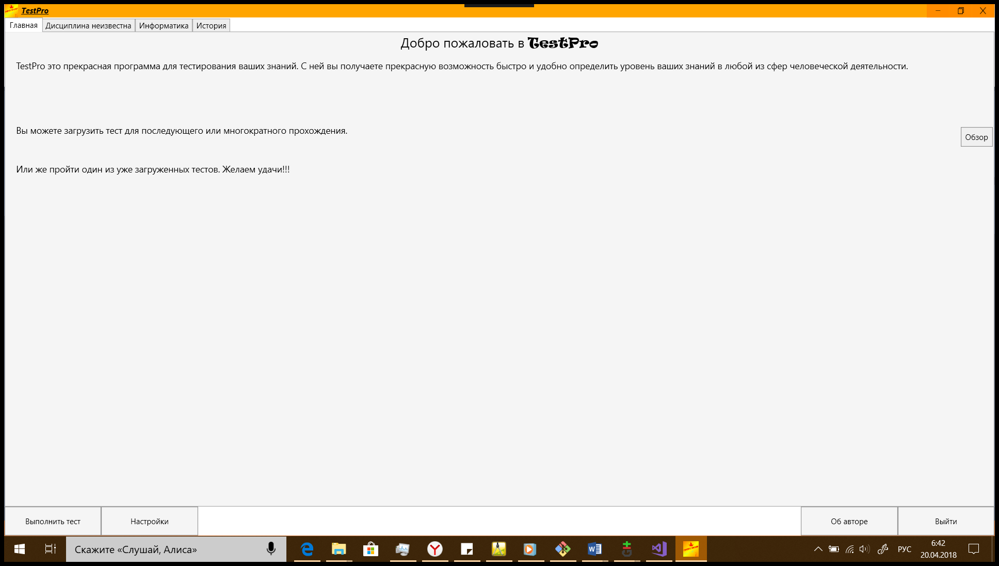 TestPro
Главная Дисциплина неизвестна Информатика История
Добро пожаловать в TestPro
TestPro это прекрасная программа для тестирования ваших знаний. С ней вы получаете прекрасную возможность быстро и удобно определить уровень ваших знаний в любой из сфер человеческой деятельности.
Вы можете загрузить тест для последующего или многократного прохождения.
Обзор
Или же пройти один из уже загруженных тестов. Желаем удачи!!!
Выполнить тест Настройки Об авторе Выйти
Скажите «Слушай, Алиса»
РУС
6:42
20.04.2018